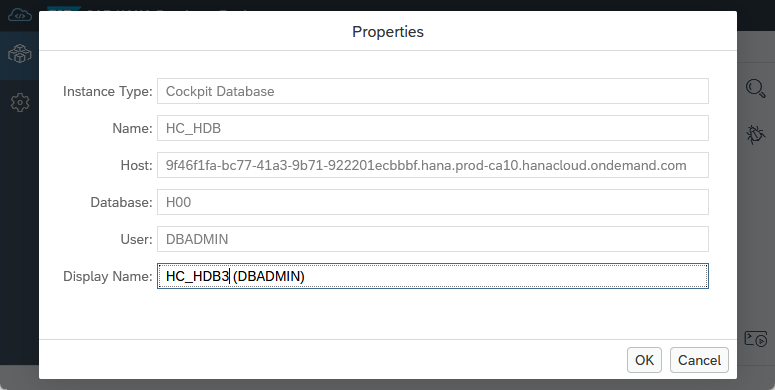 Properties
Instance Type: Cockpit Database
Name: HC_HDB
Host: 9f46f1fa-bc77-41a3-9b71-922201ecbbbf.hana.prod-ca10.hanacloud.ondemand.com
Database: H00
User: DBADMIN
Display Name: HC_HDB3 (DBADMIN)
OK Cancel